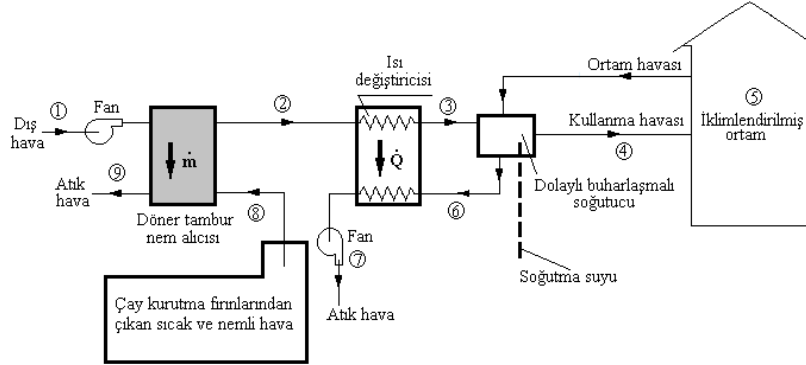 Isı
değiştiricisi
Ortam havası
①
Fan
②
③
⑤
Dış
hava
Kullanma havası
İklimlendirilmiş
ortam
ṁ
Q̇
④
⑨
Atık
hava
Dolaylı buharlaşmalı
soğutucu
⑧
⑥
Döner tambur
nem alıcısı
Fan
⑦
Soğutma suyu
Çay kurutma fırınlarından
çıkan sıcak ve nemli hava
Atık hava